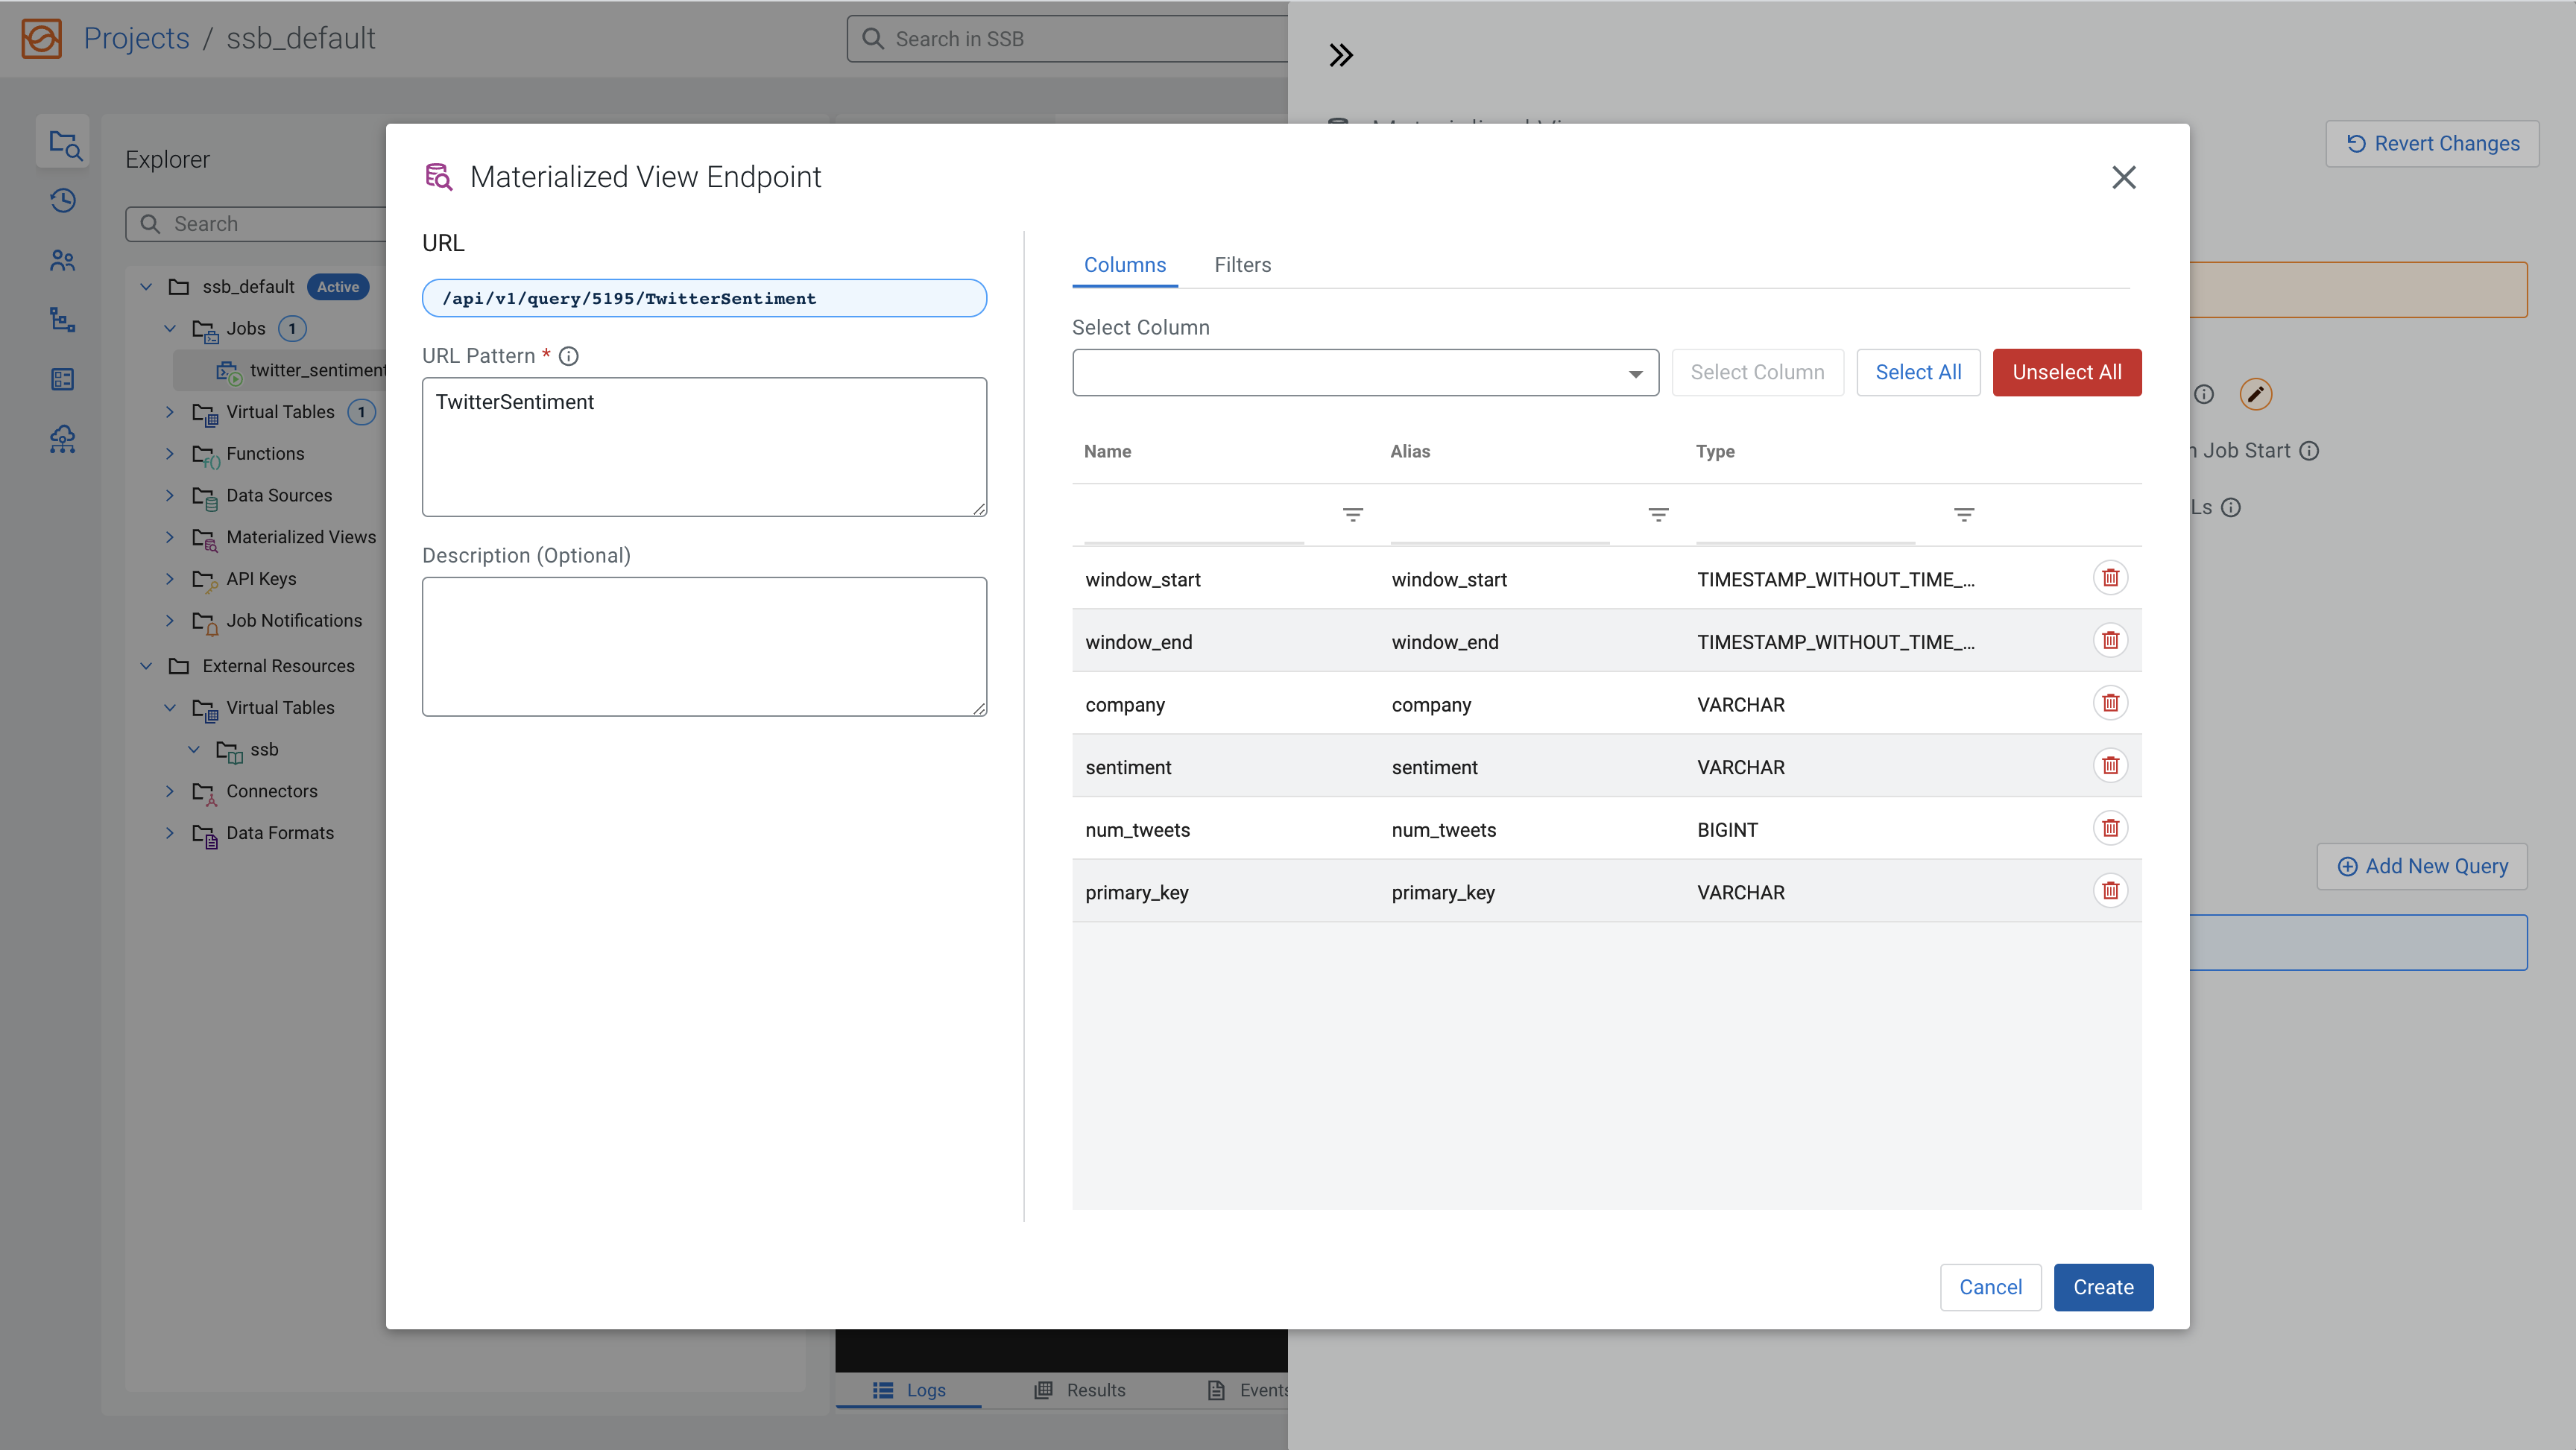 Projects / ssb_default
Search in SSB
Revert Changes
Explorer
Search
ssb_default Active
Jobs 1
twitter_sentiment
Virtual Tables 1
Functions
Data Sources
Materialized Views
API Keys
Job Notifications
External Resources
Virtual Tables
ssb
Connectors
Data Formats
Materialized View Endpoint
URL
/api/v1/query/5195/TwitterSentiment
URL Pattern *
TwitterSentiment
Description (Optional)
Columns Filters
Select Column
Select Column Select All Unselect All
Name Alias Type
window_start window_start TIMESTAMP_WITHOUT_TIME_...
window_end window_end TIMESTAMP_WITHOUT_TIME_...
company company VARCHAR
sentiment sentiment VARCHAR
num_tweets num_tweets BIGINT
primary_key primary_key VARCHAR
Cancel Create
Job Start
Ls
Add New Query
Logs Results Events